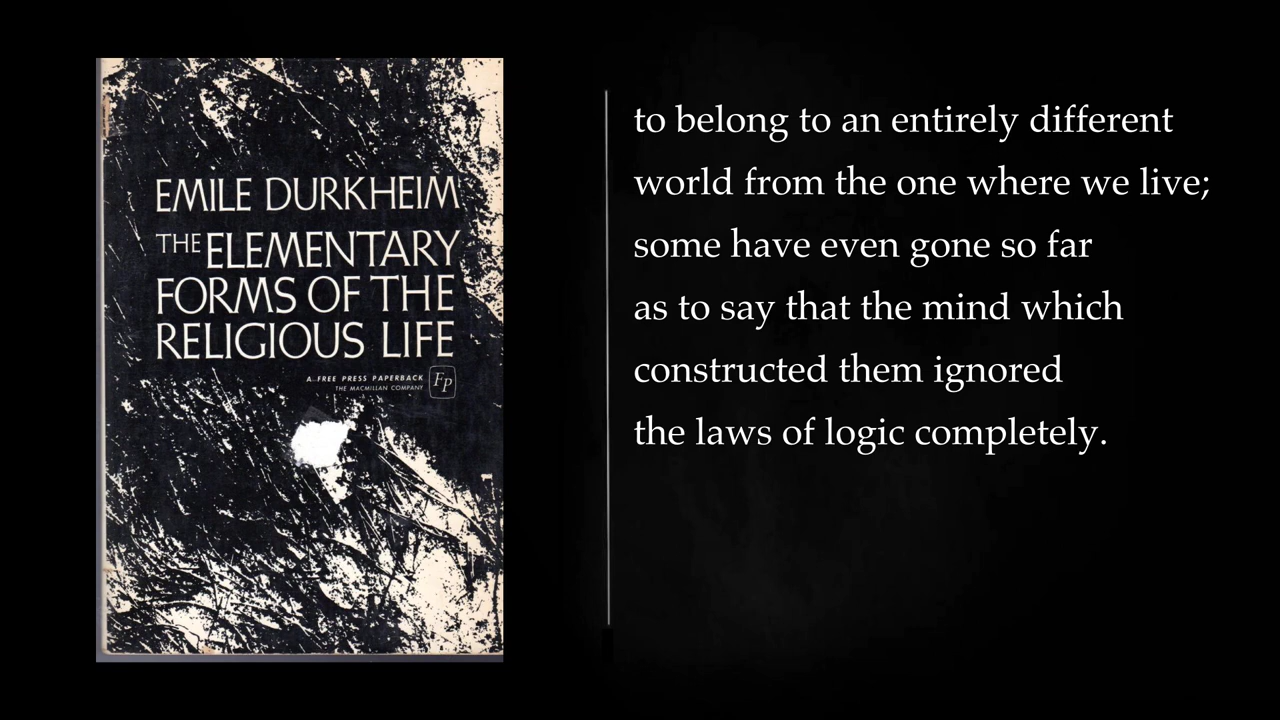 EMILE DURKHEIM
THE ELEMENTARY
FORMS OF THE
RELIGIOUS LIFE
A FREE PRESS PAPERBACK
THE MACMILLAN COMPANY
FP
to belong to an entirely different
world from the one where we live;
some have even gone so far
as to say that the mind which
constructed them ignored
the laws of logic completely.